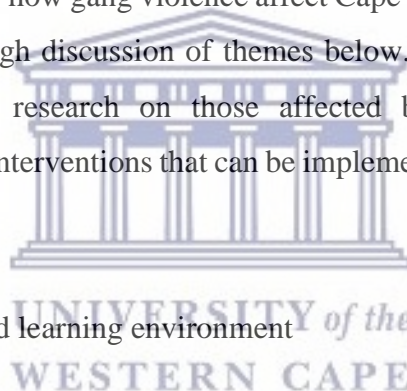 how gang violence affect Cape
gh discussion of themes below.
research on those affected b
interventions that can be impleme
d learning environment
UNIVERSITY of the
WESTERN CAPE